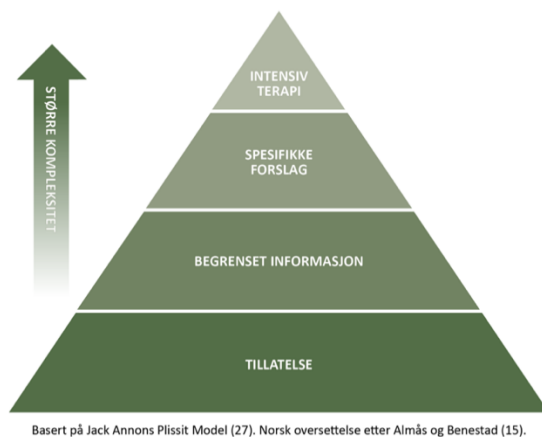 STØRRE KOMPLEKSITET
INTENSIV
TERAPI
SPESIFIKKE
FORSLAG
BEGRENSET INFORMASJON
TILLATELSE
Basert på Jack Annons Plissit Model (27). Norsk oversettelse etter Almås og Benestad (15).